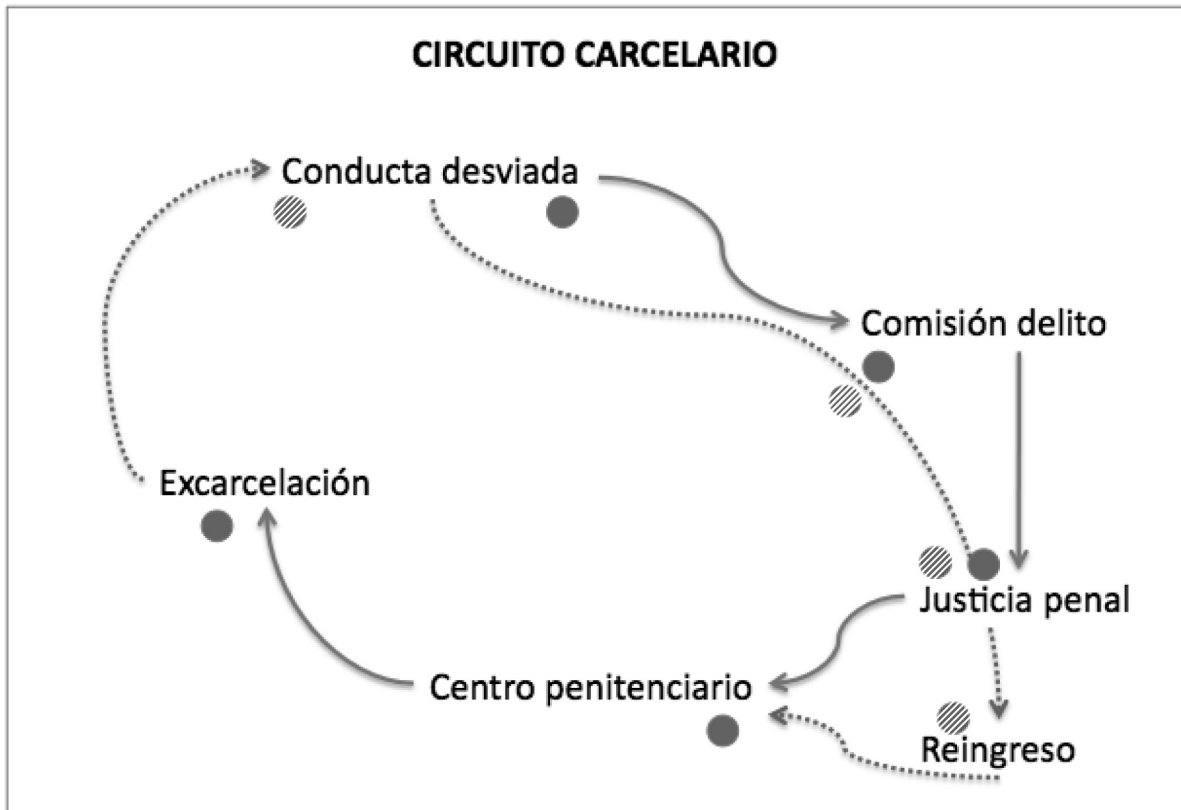 CIRCUITO CARCELARIO
Conducta desviada
Comisión delito
Excarcelación
Justicia penal
Centro penitenciario
Reingreso